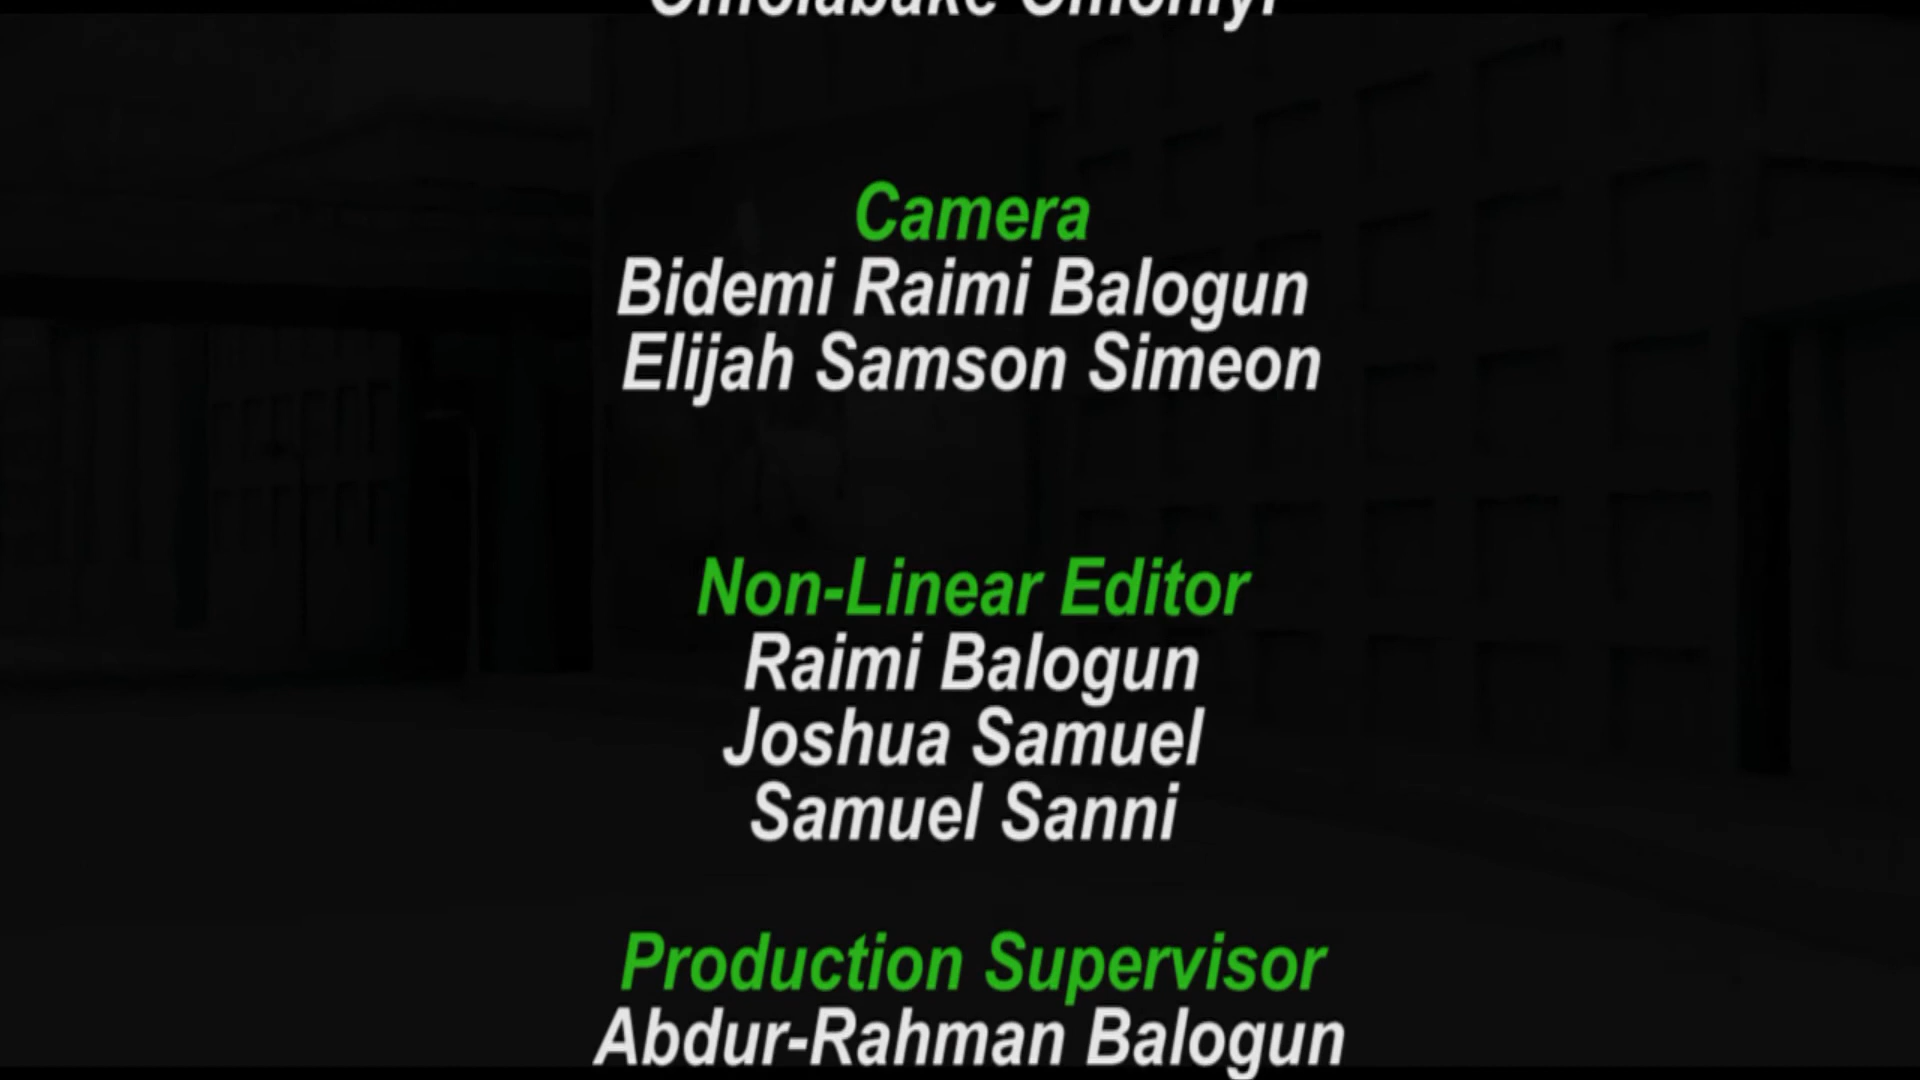 Camera
Bidemi Raimi Balogun
Elijah Samson Simeon
Non-Linear Editor
Raimi Balogun
Joshua Samuel
Samuel Sanni
Production Supervisor
Abdur-Rahman Balogun